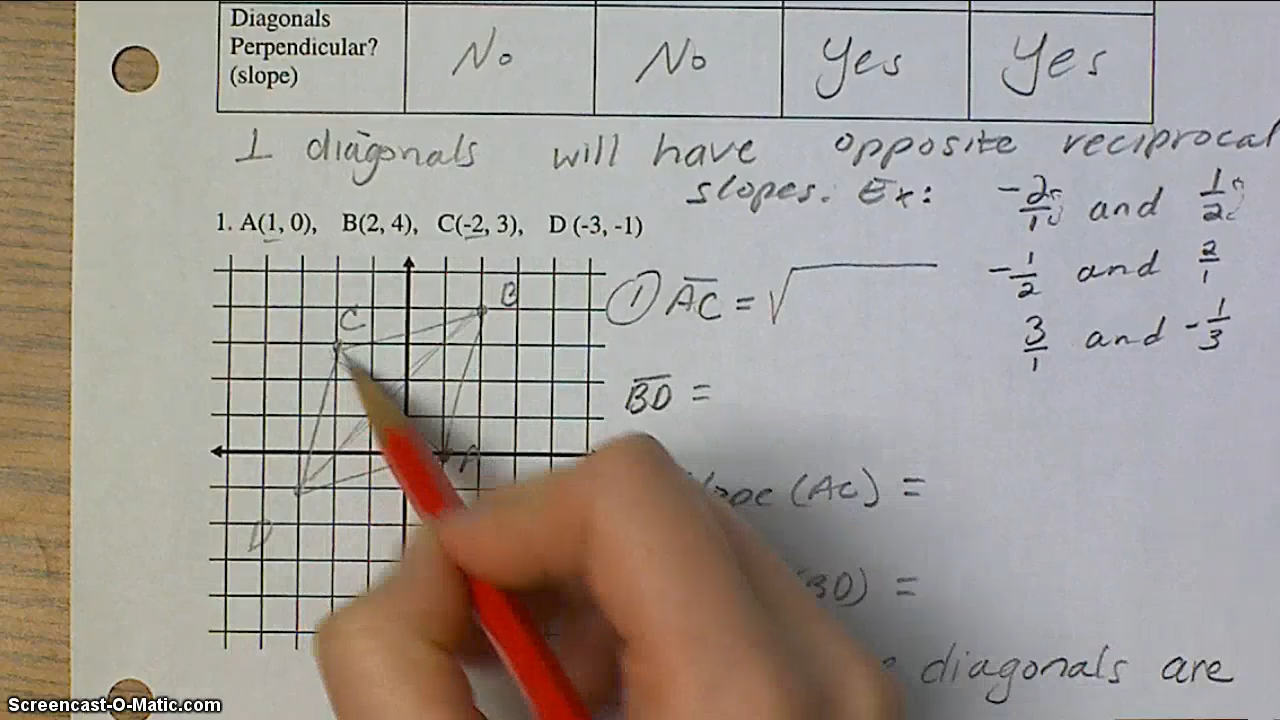 Diagonals
Perpendicular?
(slope)
No No Yes Yes
⊥ diagonals will have opposite reciprocal
slopes. Ex: -2/1 and 1/2
1. A(1, 0), B(2, 4), C(-2, 3), D (-3, -1)
-1/2 and 2/1
① AC = √
3/1 and -1/3
C B
BD =
A
(AC) =
D
BD) =
diagonals are
Screencast-O-Matic.com